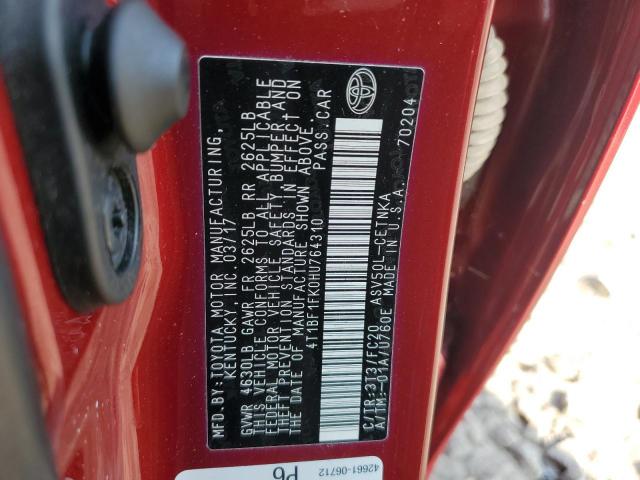 MFD. BY: TOYOTA MOTOR MANUFACTURING,
KENTUCKY, INC. 03/17
GVWR 4630LB GAWR FR 2625LB RR 2625LB
THIS VEHICLE CONFORMS TO ALL APPLICABLE
FEDERAL MOTOR VEHICLE SAFETY, BUMPER AND
THEFT PREVENTION STANDARDS IN EFFECT ON
THE DATE OF MANUFACTURE SHOWN ABOVE.
4T1BF1FK0HU764310 PASS.CAR
C/TR:3T3/FC20 ASV50L-CETNKA
A/TM:-01A/U760E MADE IN U.S.A. 70204
42661-06712
P6